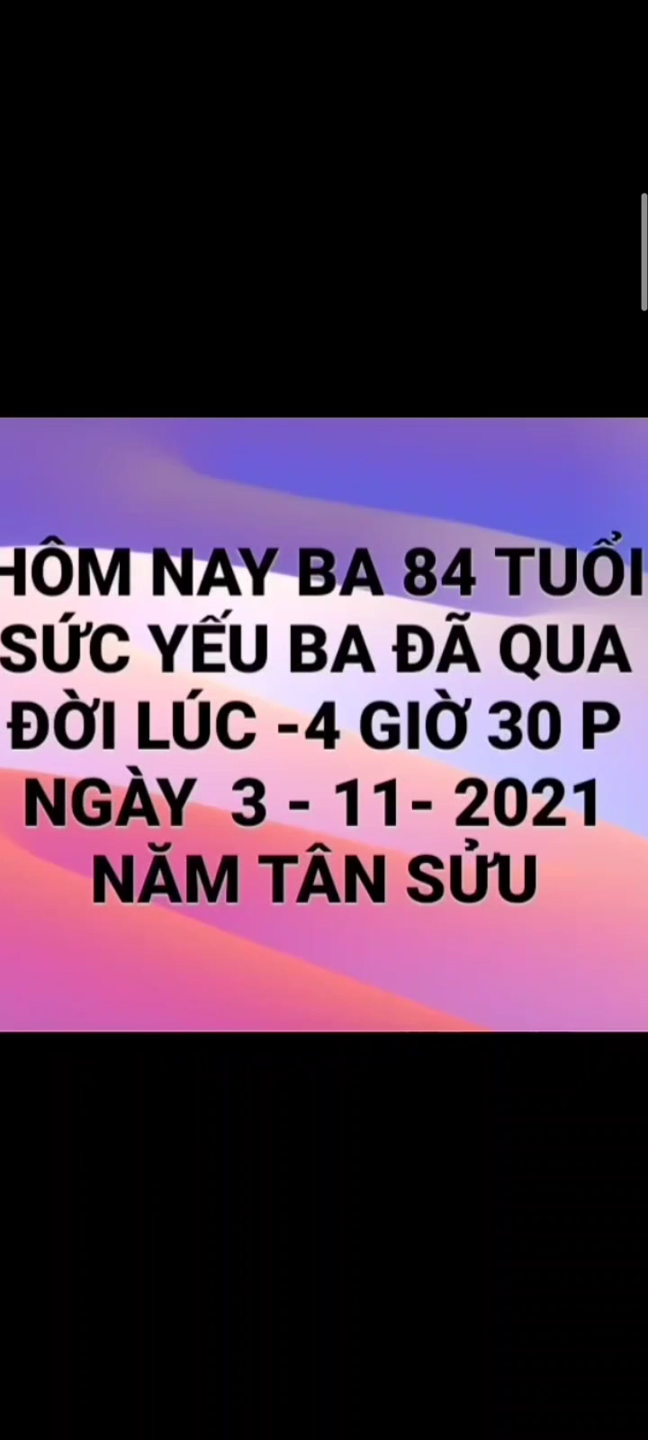 HÔM NAY BA 84 TUỔI
SỨC YẾU BA ĐÃ QUA
ĐỜI LÚC -4 GIỜ 30 P
NGÀY 3 - 11- 2021
NĂM TÂN SỬU